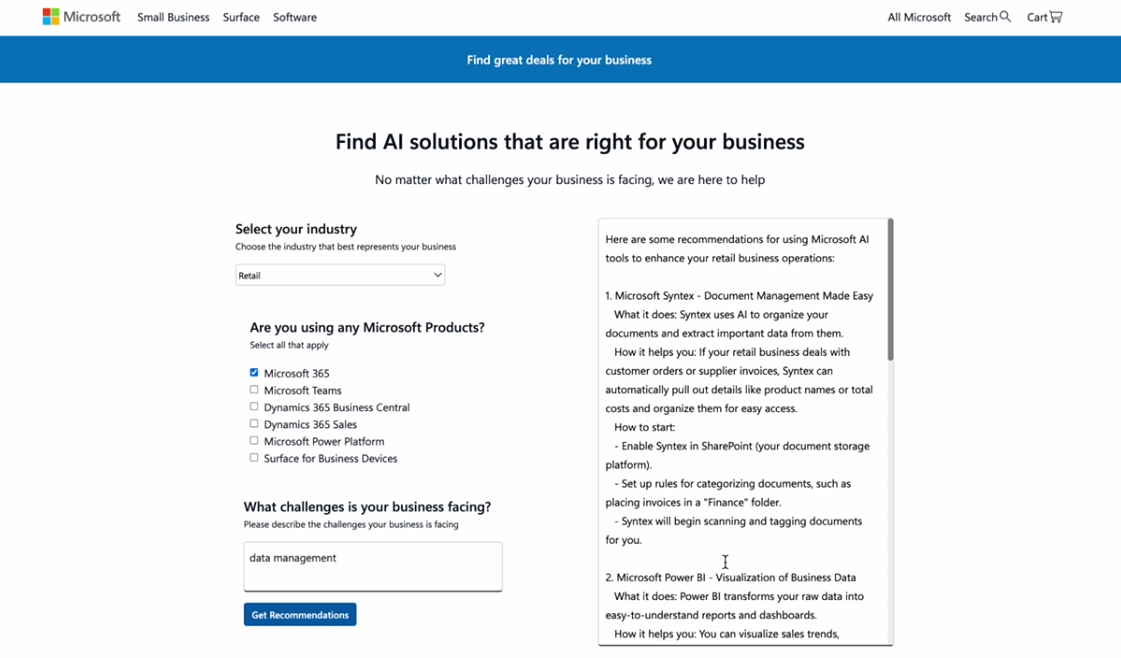 Microsoft Small Business Surface Software All Microsoft Search Cart
Find great deals for your business
Find AI solutions that are right for your business
No matter what challenges your business is facing, we are here to help
Select your industry
Choose the industry that best represents your business
Retail
Are you using any Microsoft Products?
Select all that apply
Microsoft 365
Microsoft Teams
Dynamics 365 Business Central
Dynamics 365 Sales
Microsoft Power Platform
Surface for Business Devices
What challenges is your business facing?
Please describe the challenges your business is facing
data management
Get Recommendations
Here are some recommendations for using Microsoft AI
tools to enhance your retail business operations:
1. Microsoft Syntex - Document Management Made Easy
What it does: Syntex uses AI to organize your
documents and extract important data from them.
How it helps you: If your retail business deals with
customer orders or supplier invoices, Syntex can
automatically pull out details like product names or total
costs and organize them for easy access.
How to start:
- Enable Syntex in SharePoint (your document storage
platform).
- Set up rules for categorizing documents, such as
placing invoices in a "Finance" folder.
- Syntex will begin scanning and tagging documents
for you.
2. Microsoft Power BI - Visualization of Business Data
What it does: Power BI transforms your raw data into
easy-to-understand reports and dashboards.
How it helps you: You can visualize sales trends,